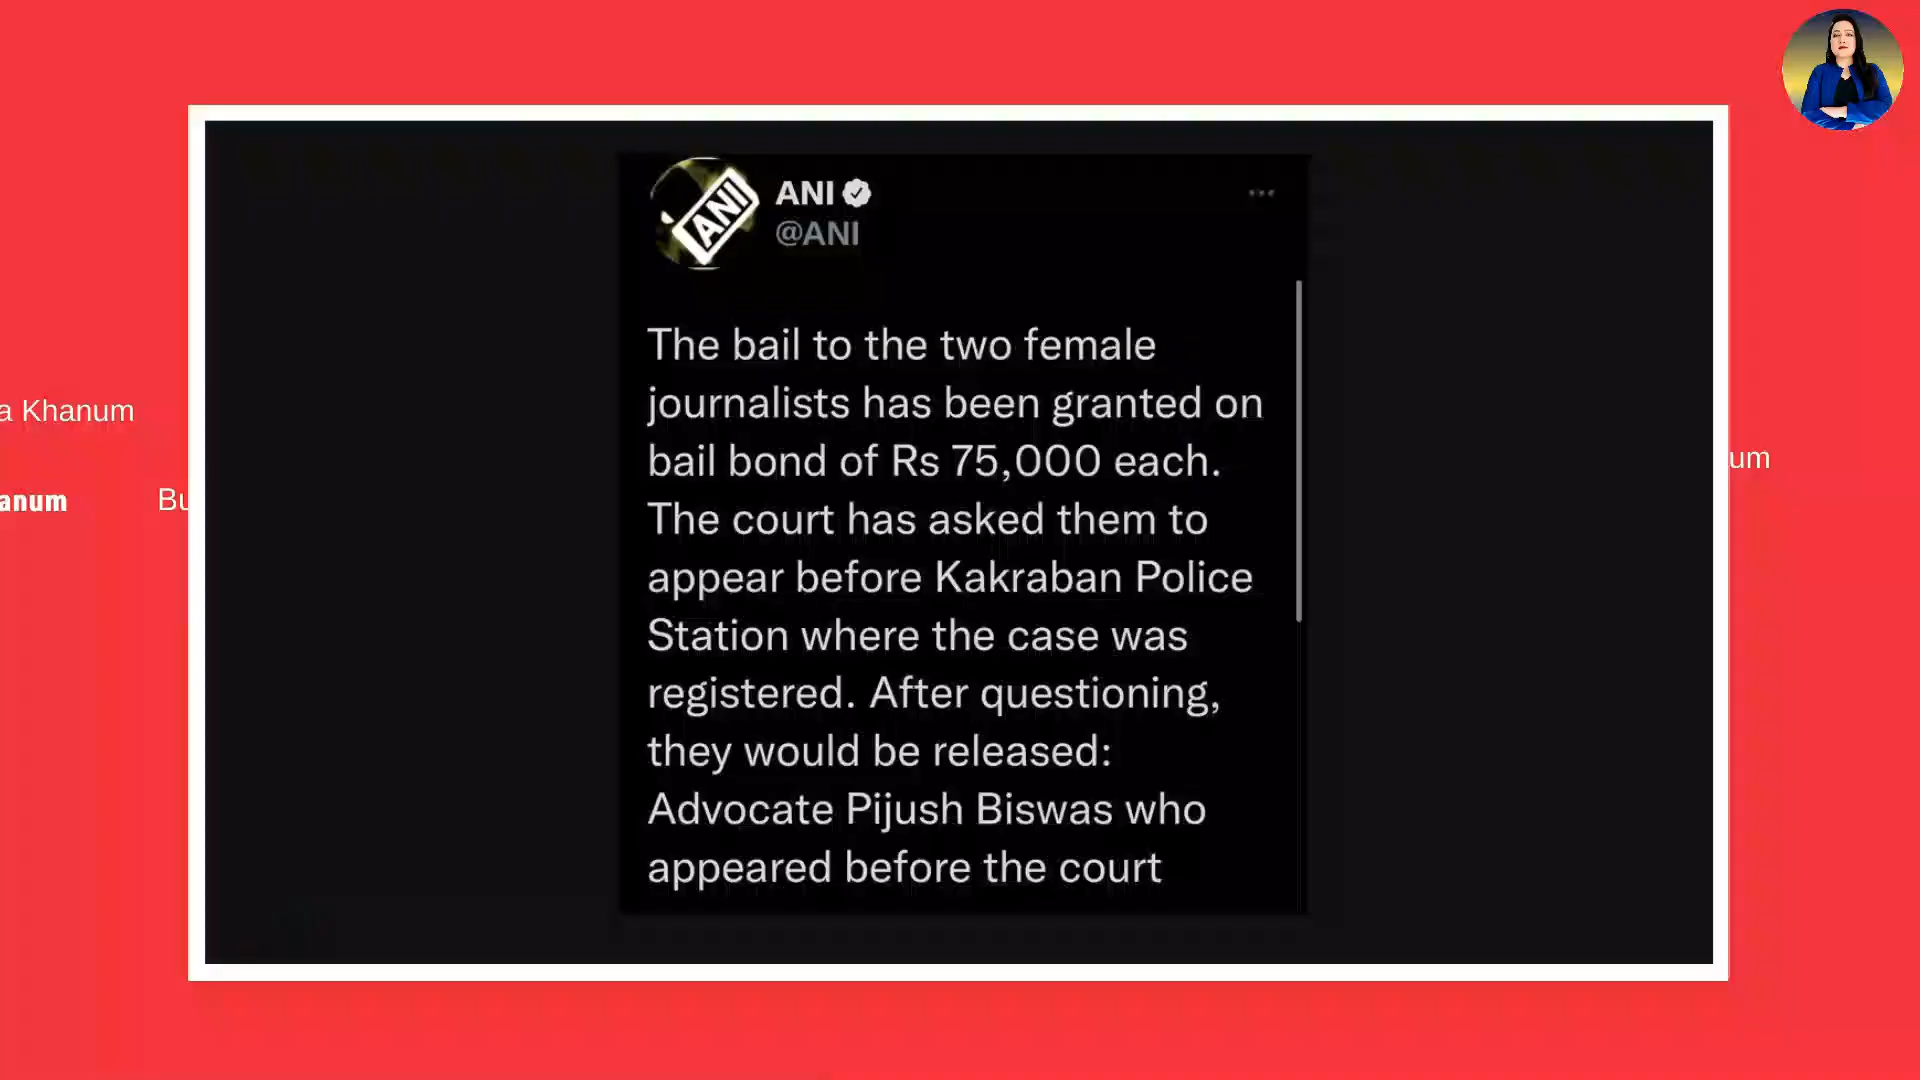 ANI
ANI
@ANI
The bail to the two female
journalists has been granted on
bail bond of Rs 75,000 each.
The court has asked them to
appear before Kakraban Police
Station where the case was
registered. After questioning,
they would be released:
Advocate Pijush Biswas who
appeared before the court
a Khanum
anum
Bu
um